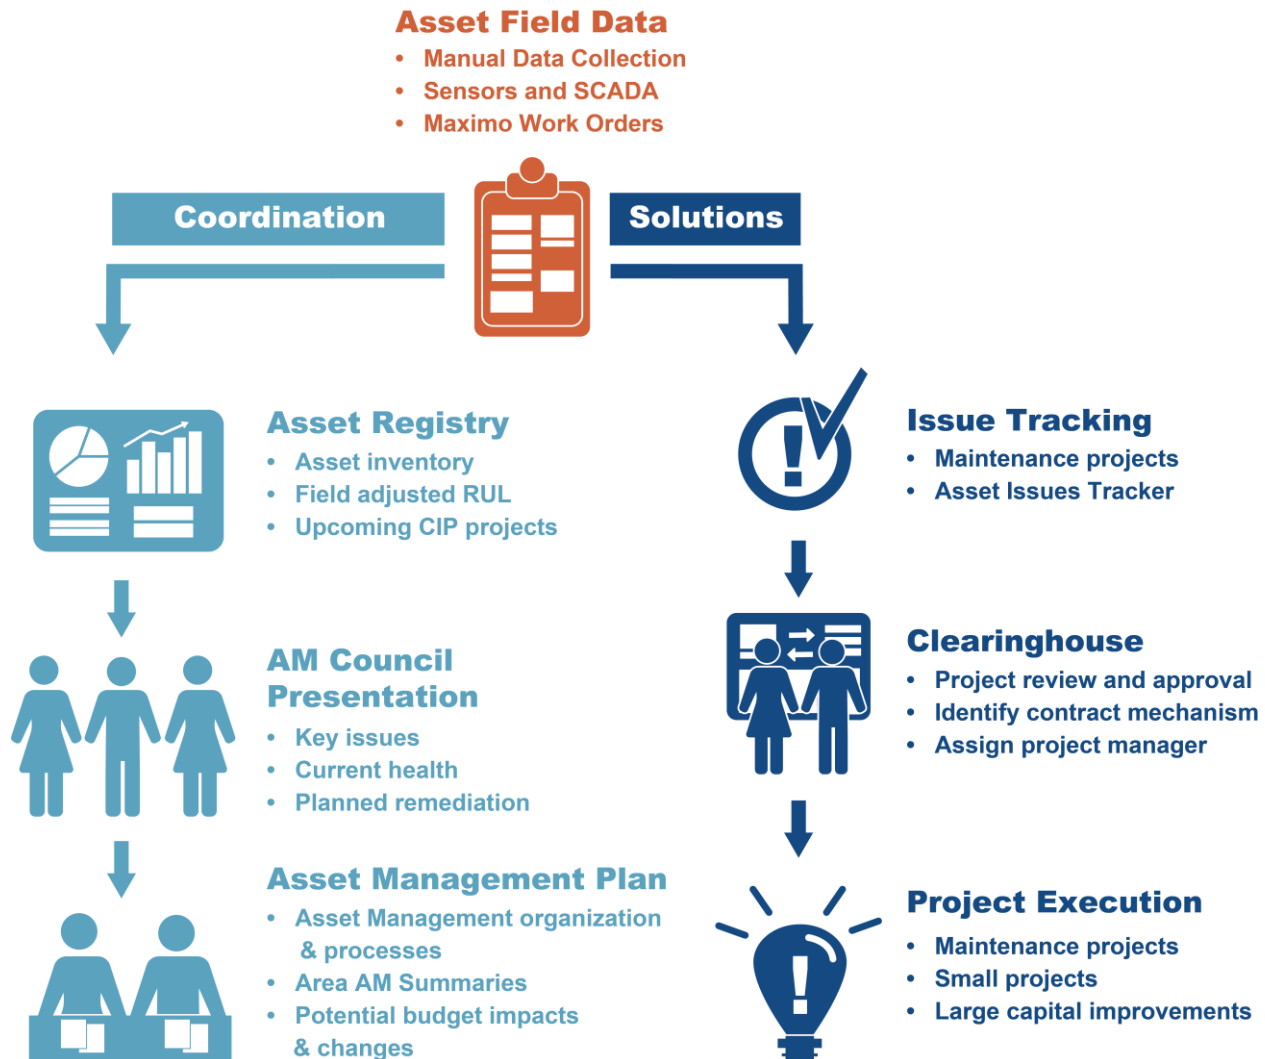 Asset Field Data
• Manual Data Collection
• Sensors and SCADA
• Maximo Work Orders
Coordination
Solutions
Asset Registry
• Asset inventory
• Field adjusted RUL
• Upcoming CIP projects
AM Council
Presentation
• Key issues
• Current health
• Planned remediation
Asset Management Plan
• Asset Management organization
& processes
• Area AM Summaries
• Potential budget impacts
& changes
Issue Tracking
• Maintenance projects
• Asset Issues Tracker
Clearinghouse
• Project review and approval
• Identify contract mechanism
• Assign project manager
Project Execution
• Maintenance projects
• Small projects
• Large capital improvements